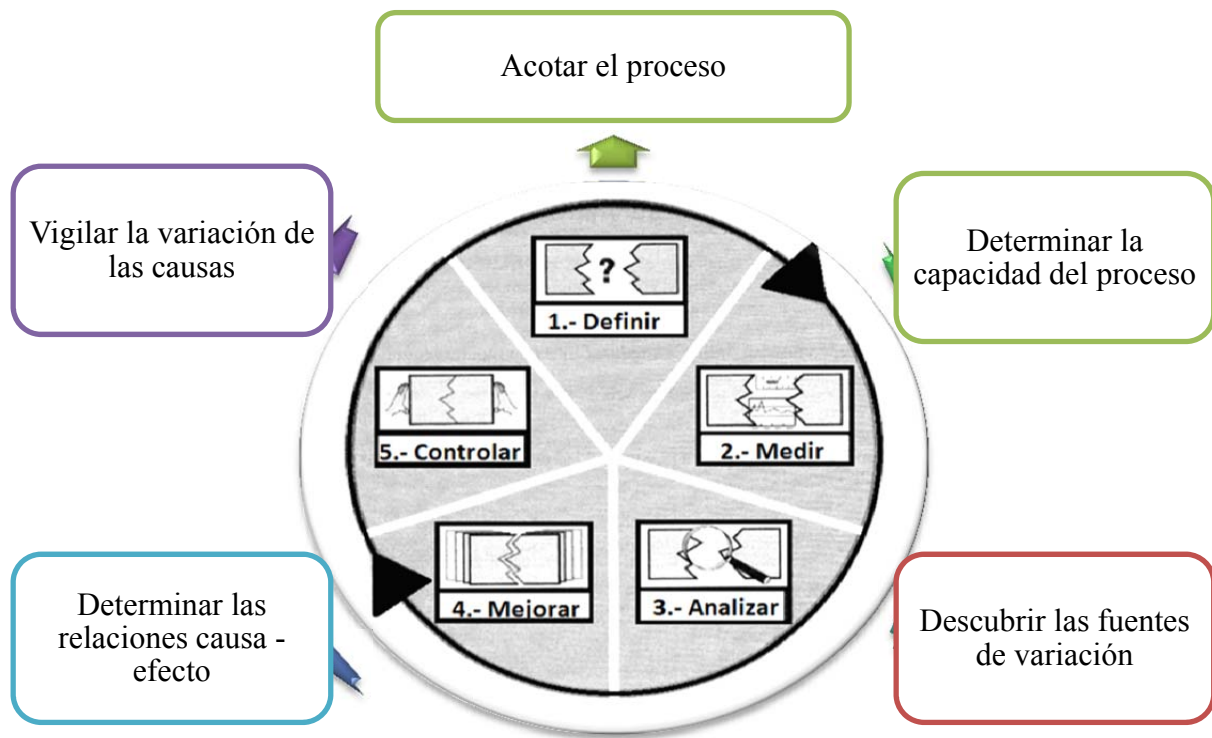 Acotar el proceso
Vigilar la variación de
las causas
Determinar la
capacidad del proceso
?
1.- Definir
5.- Controlar
2.- Medir
4.- Mejorar
3.- Analizar
Determinar las
relaciones causa -
efecto
Descubrir las fuentes
de variación